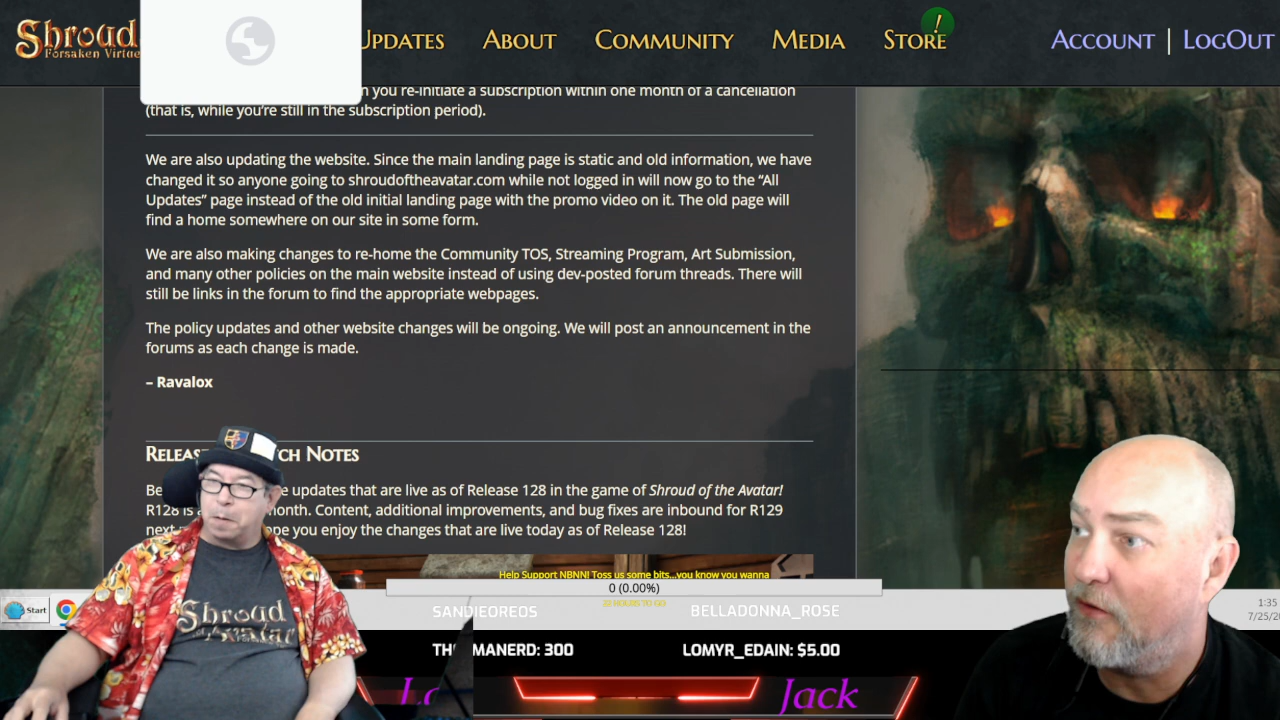 Shroud
Forsaken Virtue
UPDATES ABOUT COMMUNITY MEDIA STORE ! ACCOUNT | LOGOUT
you re-initiate a subscription within one month of a cancellation
(that is, while you're still in the subscription period).
We are also updating the website. Since the main landing page is static and old information, we have
changed it so anyone going to shroudoftheavatar.com while not logged in will now go to the “All
Updates” page instead of the old initial landing page with the promo video on it. The old page will
find a home somewhere on our site in some form.
We are also making changes to re-home the Community TOS, Streaming Program, Art Submission,
and many other policies on the main website instead of using dev-posted forum threads. There will
still be links in the forum to find the appropriate webpages.
The policy updates and other website changes will be ongoing. We will post an announcement in the
forums as each change is made.
– Ravalox
NOTES
updates that are live as of Release 128 in the game of Shroud of the Avatar!
R128 is onth. Content, additional improvements, and bug fixes are inbound for R129
next ope you enjoy the changes that are live today as of Release 128!
Help Support NBNN! Toss us some bits...you know you wanna
0 (0.00%)
Start
SANDIEOREOS BELLADONNA_ROSE
1:35
7/25/20
MANERD: 300 LOMYR_EDAIN: $5.00
Shroud
of the Avatar
Jack